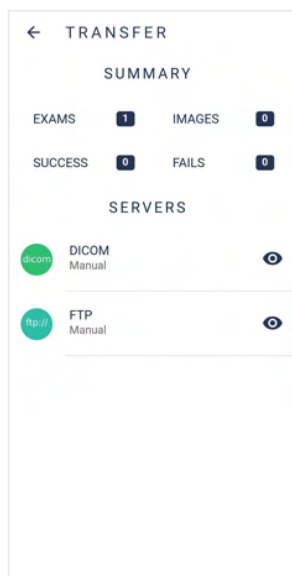 TRANSFER
SUMMARY
EXAMS 1 IMAGES 0
SUCCESS 0 FAILS 0
SERVERS
dicom DICOM
Manual
ftp:// FTP
Manual